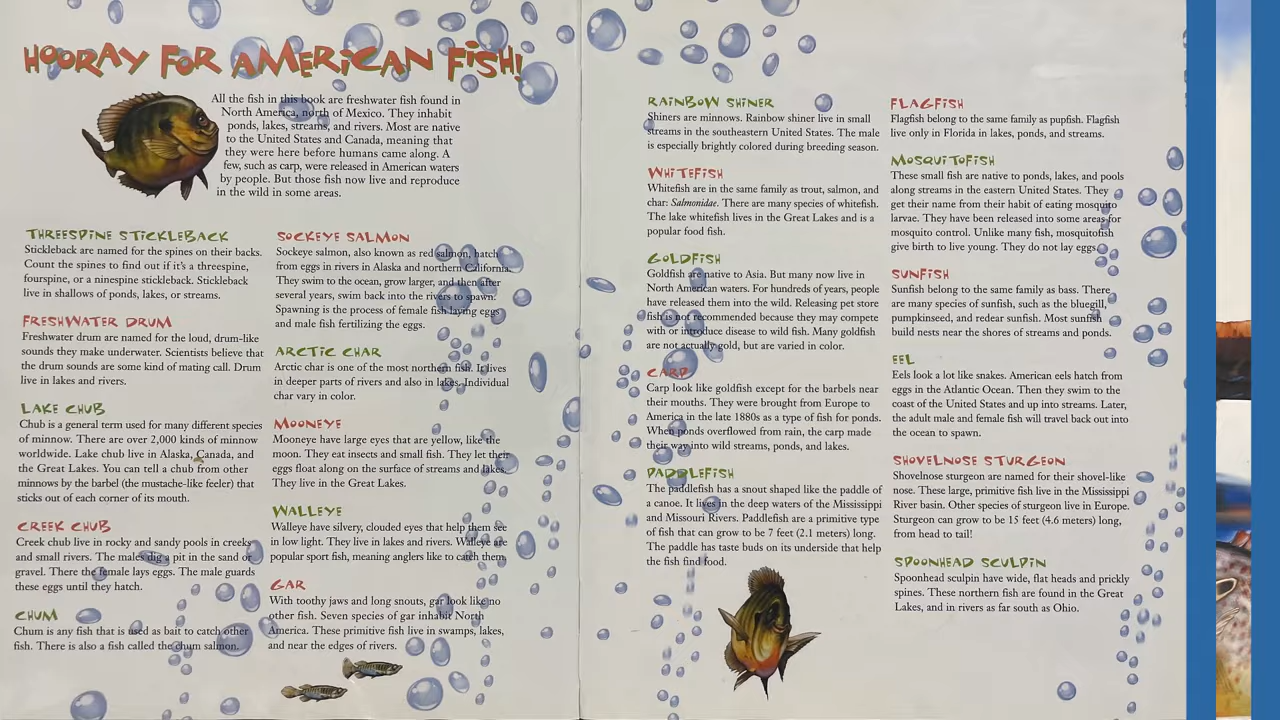 HOORAY FOR AMERICAN FISH!
All the fish in this book are freshwater fish found in
North America, north of Mexico. They inhabit
ponds, lakes, streams, and rivers. Most are native
to the United States and Canada, meaning that
they were here before humans came along. A
few, such as carp, were released in American waters
by people. But those fish now live and reproduce
in the wild in some areas.
THREESPINE STICKLEBACK
Stickleback are named for the spines on their backs.
Count the spines to find out if it's a threespine,
fourspine, or a ninespine stickleback. Stickleback
live in shallows of ponds, lakes, or streams.
FRESHWATER DRUM
Freshwater drum are named for the loud, drum-like
sounds they make underwater. Scientists believe that
the drum sounds are some kind of mating call. Drum
live in lakes and rivers.
LAKE CHUB
Chub is a general term used for many different species
of minnow. There are over 2,000 kinds of minnow
worldwide. Lake chub live in Alaska, Canada, and
the Great Lakes. You can tell a chub from other
minnows by the barbel (the mustache-like feeler) that
sticks out of each corner of its mouth.
CREEK CHUB
Creek chub live in rocky and sandy pools in creeks
and small rivers. The males dig a pit in the sand or
gravel. There the female lays eggs. The male guards
these eggs until they hatch.
CHUM
Chum is any fish that is used as bait to catch other
fish. There is also a fish called the chum salmon.
SOCKEYE SALMON
Sockeye salmon, also known as red salmon, hatch
from eggs in rivers in Alaska and northern California.
They swim to the ocean, grow larger, and then after
several years, swim back into the rivers to spawn.
Spawning is the process of female fish laying eggs
and male fish fertilizing the eggs.
ARCTIC CHAR
Arctic char is one of the most northern fish. It lives
in deeper parts of rivers and also in lakes. Individual
char vary in color.
MOONEYE
Mooneye have large eyes that are yellow, like the
moon. They eat insects and small fish. They let their
eggs float along on the surface of streams and lakes.
They live in the Great Lakes.
WALLEYE
Walleye have silvery, clouded eyes that help them see
in low light. They live in lakes and rivers. Walleye are
popular sport fish, meaning anglers like to catch them.
GAR
With toothy jaws and long snouts, gar look like no
other fish. Seven species of gar inhabit North
America. These primitive fish live in swamps, lakes,
and near the edges of rivers.
RAINBOW SHINER
Shiners are minnows. Rainbow shiner live in small
streams in the southeastern United States. The male
is especially brightly colored during breeding season.
WHITEFISH
Whitefish are in the same family as trout, salmon, and
char: Salmonidae. There are many species of whitefish.
The lake whitefish lives in the Great Lakes and is a
popular food fish.
GOLDFISH
Goldfish are native to Asia. But many now live in
North American waters. For hundreds of years, people
have released them into the wild. Releasing pet store
fish is not recommended because they may compete
with or introduce disease to wild fish. Many goldfish
are not actually gold, but are varied in color.
CARP
Carp look like goldfish except for the barbels near
their mouths. They were brought from Europe to
America in the late 1880s as a type of fish for ponds.
When ponds overflowed from rain, the carp made
their way into wild streams, ponds, and lakes.
PADDLEFISH
The paddlefish has a snout shaped like the paddle of
a canoe. It lives in the deep waters of the Mississippi
and Missouri Rivers. Paddlefish are a primitive type
of fish that can grow to be 7 feet (2.1 meters) long.
The paddle has taste buds on its underside that help
the fish find food.
FLAGFISH
Flagfish belong to the same family as pupfish. Flagfish
live only in Florida in lakes, ponds, and streams.
MOSQUITOFISH
These small fish are native to ponds, lakes, and pools
along streams in the eastern United States. They
get their name from their habit of eating mosquito
larvae. They have been released into some areas for
mosquito control. Unlike many fish, mosquitofish
give birth to live young. They do not lay eggs.
SUNFISH
Sunfish belong to the same family as bass. There
are many species of sunfish, such as the bluegill,
pumpkinseed, and redear sunfish. Most sunfish
build nests near the shores of streams and ponds.
EEL
Eels look a lot like snakes. American eels hatch from
eggs in the Atlantic Ocean. Then they swim to the
coast of the United States and up into streams. Later,
the adult male and female fish will travel back out into
the ocean to spawn.
SHOVELNOSE STURGEON
Shovelnose sturgeon are named for their shovel-like
nose. These large, primitive fish live in the Mississippi
River basin. Other species of sturgeon live in Europe.
Sturgeon can grow to be 15 feet (4.6 meters) long,
from head to tail!
SPOONHEAD SCULPIN
Spoonhead sculpin have wide, flat heads and prickly
spines. These northern fish are found in the Great
Lakes, and in rivers as far south as Ohio.